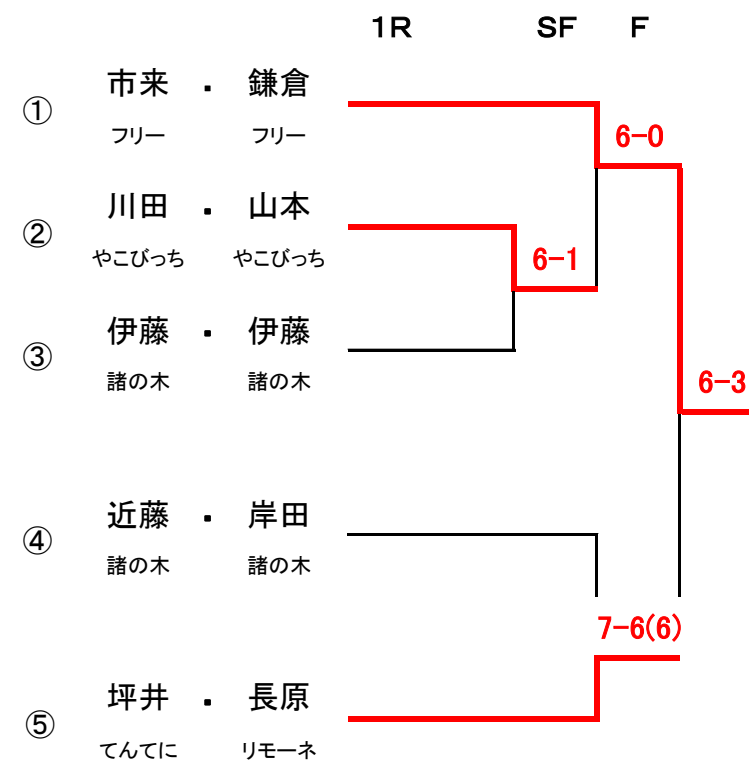 1R SF F
① 市来 ・ 鎌倉
フリー フリー
6-0
② 川田 ・ 山本
やこびっち やこびっち
6-1
③ 伊藤 ・ 伊藤
諸の木 諸の木
6-3
④ 近藤 ・ 岸田
諸の木 諸の木
7-6(6)
⑤ 坪井 ・ 長原
てんてに リモーネ